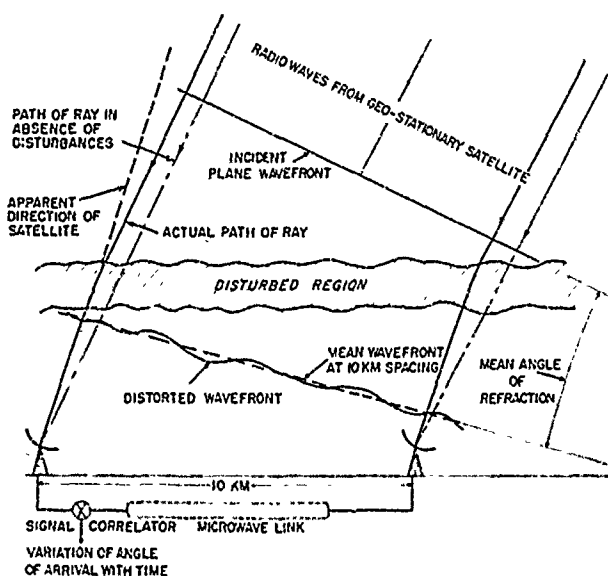 RADIO WAVES FROM GEO-STATIONARY SATELLITE
PATH OF RAY IN
ABSENCE OF
DISTURBANCES
INCIDENT
PLANE WAVEFRONT
APPARENT
DIRECTION OF
SATELLITE
ACTUAL PATH OF RAY
DISTURBED REGION
MEAN WAVEFRONT
AT 10 KM SPACING
MEAN ANGLE
OF
REFRACTION
DISTORTED WAVEFRONT
10 KM
SIGNAL CORRELATOR MICROWAVE LINK
VARIATION OF ANGLE
OF ARRIVAL WITH TIME